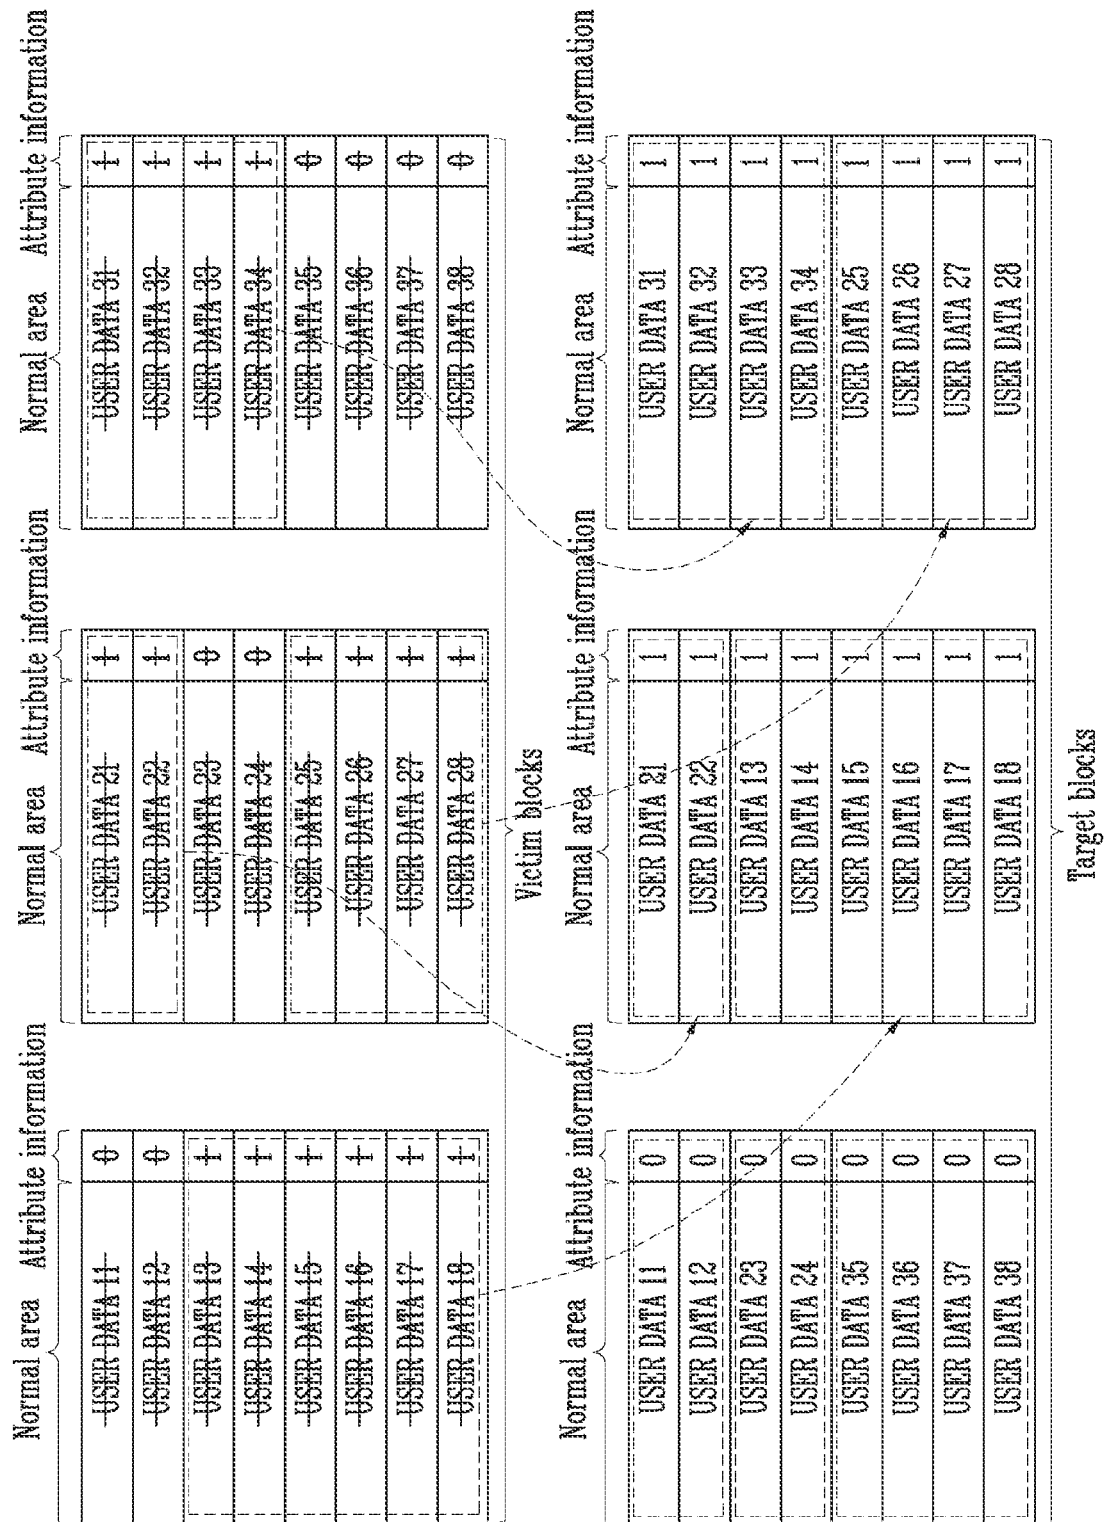 Normal area Attribute information
USER DATA 11 0
USER DATA 12 0
USER DATA 13 1
USER DATA 14 1
USER DATA 15 1
USER DATA 16 1
USER DATA 17 1
USER DATA 18 1
Normal area Attribute information
USER DATA 21 1
USER DATA 22 1
USER DATA 23 0
USER DATA 24 0
USER DATA 25 1
USER DATA 26 1
USER DATA 27 1
USER DATA 28 1
Normal area Attribute information
USER DATA 31 1
USER DATA 32 1
USER DATA 33 1
USER DATA 34 1
USER DATA 35 0
USER DATA 36 0
USER DATA 37 0
USER DATA 38 0
Victim blocks
Normal area Attribute information
USER DATA 11 0
USER DATA 12 0
USER DATA 23 0
USER DATA 24 0
USER DATA 35 0
USER DATA 36 0
USER DATA 37 0
USER DATA 38 0
Normal area Attribute information
USER DATA 21 1
USER DATA 22 1
USER DATA 13 1
USER DATA 14 1
USER DATA 15 1
USER DATA 16 1
USER DATA 17 1
USER DATA 18 1
Normal area Attribute information
USER DATA 31 1
USER DATA 32 1
USER DATA 33 1
USER DATA 34 1
USER DATA 25 1
USER DATA 26 1
USER DATA 27 1
USER DATA 28 1
Target blocks